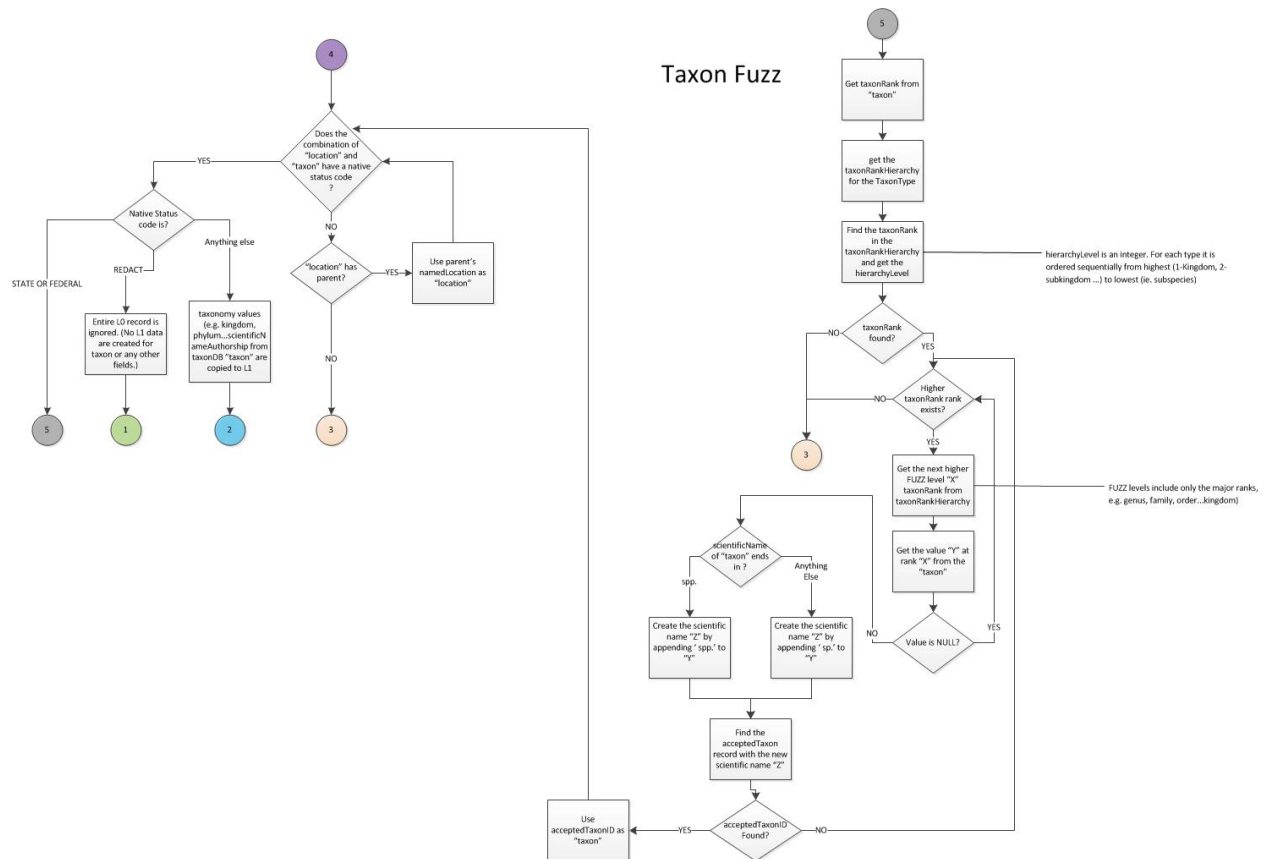 4
Does the
combination of
“location” and
“taxon” have a native
status code
?
YES
Native Status
code is?
Anything else
REDACT
STATE OR FEDERAL
NO
“location” has
parent?
YES
Use parent’s
namedLocation as
“location”
Entire L0 record is
ignored. (No L1 data
are created for
taxon or any other
fields.)
taxonomy values
(e.g. kingdom,
phylum...scientificN
ameAuthorship from
taxonDB “taxon” are
copied to L1
NO
5
1
2
3
Taxon Fuzz
5
Get taxonRank from
“taxon”
get the
taxonRankHierarchy
for the TaxonType
Find the taxonRank
in the
taxonRankHierarchy
and get the
hierarchyLevel
hierarchyLevel is an integer. For each type it is
ordered sequentially from highest (1-Kingdom, 2-
subkingdom ...) to lowest (ie. subspecies)
taxonRank
found?
NO
YES
Higher
taxonRank rank
exists?
NO
YES
3
Get the next higher
FUZZ level “X”
taxonRank from
taxonRankHierarchy
FUZZ levels include only the major ranks,
e.g. genus, family, order...kingdom)
Get the value “Y” at
rank “X” from the
“taxon”
Value is NULL?
YES
NO
scientificName
of “taxon” ends
in ?
spp.
Anything
Else
Create the scientific
name “Z” by
appending ‘ spp.’ to
“Y”
Create the scientific
name “Z” by
appending ‘ sp.’ to
“Y”
Find the
acceptedTaxon
record with the new
scientific name “Z”
acceptedTaxonID
Found?
YES
NO
Use
acceptedTaxonID as
“taxon”